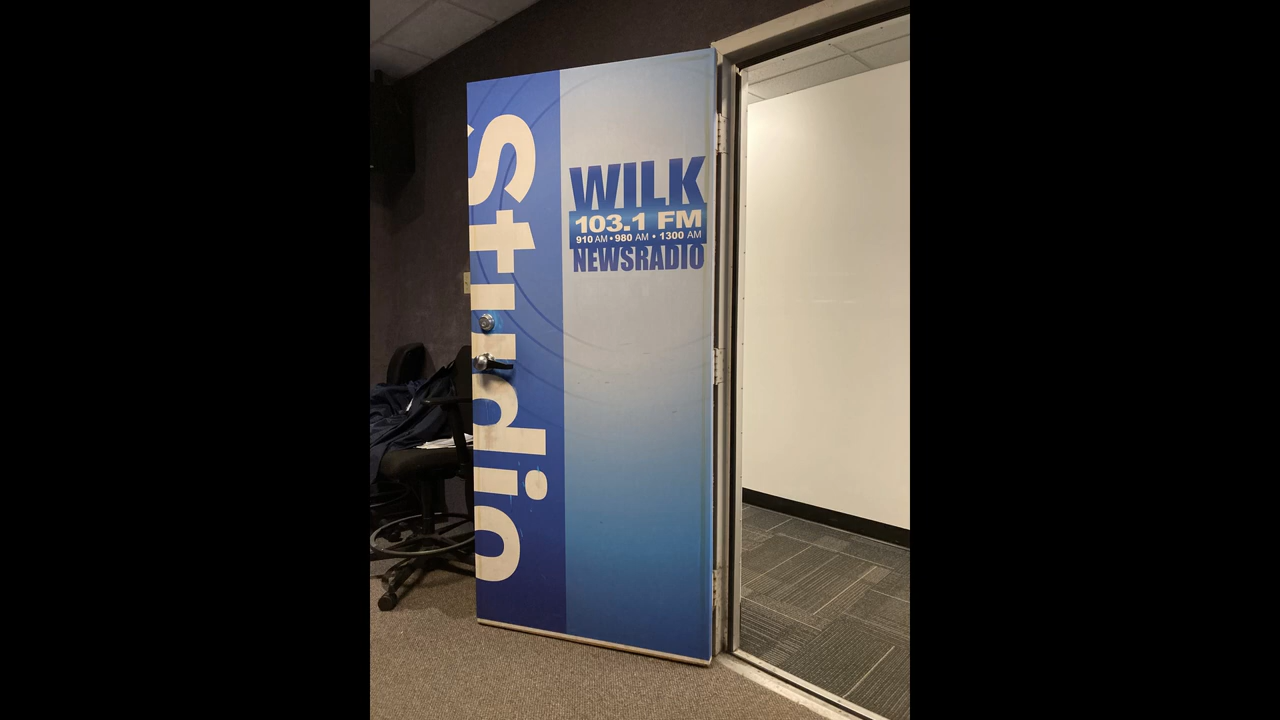 Studio
WILK
103.1 FM
910 AM • 980 AM • 1300 AM
NEWSRADIO